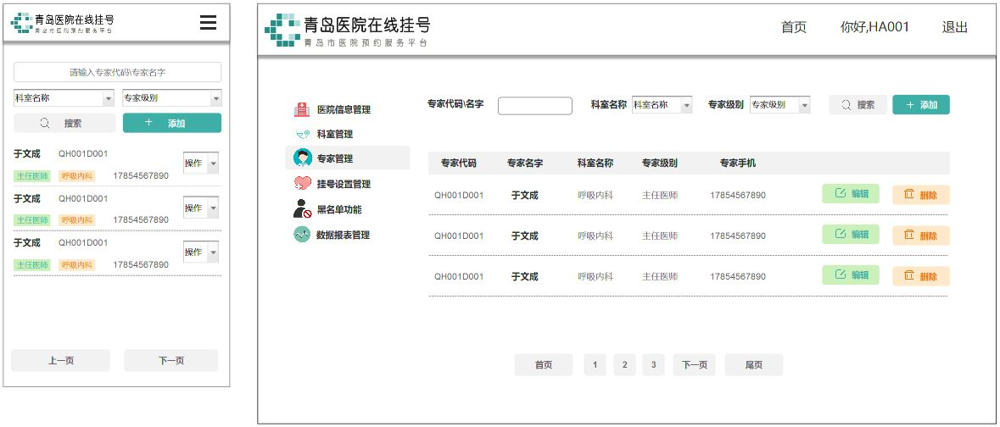 青岛医院在线挂号
青岛市医院预约服务平台
请输入专家代码\专家名字
科室名称 专家级别
搜索 添加
于文成 QH001D001
操作
主任医师 呼吸内科 17854567890
于文成 QH001D001
操作
主任医师 呼吸内科 17854567890
于文成 QH001D001
操作
主任医师 呼吸内科 17854567890
上一页 下一页
青岛医院在线挂号
青岛市医院预约服务平台
首页 你好,HA001 退出
医院信息管理
科室管理
专家管理
挂号设置管理
黑名单功能
数据报表管理
专家代码\名字 科室名称 科室名称 专家级别 专家级别 搜索 添加
专家代码 专家名字 科室名称 专家级别 专家手机
QH001D001 于文成 呼吸内科 主任医师 17854567890 编辑 删除
QH001D001 于文成 呼吸内科 主任医师 17854567890 编辑 删除
QH001D001 于文成 呼吸内科 主任医师 17854567890 编辑 删除
首页 1 2 3 下一页 尾页